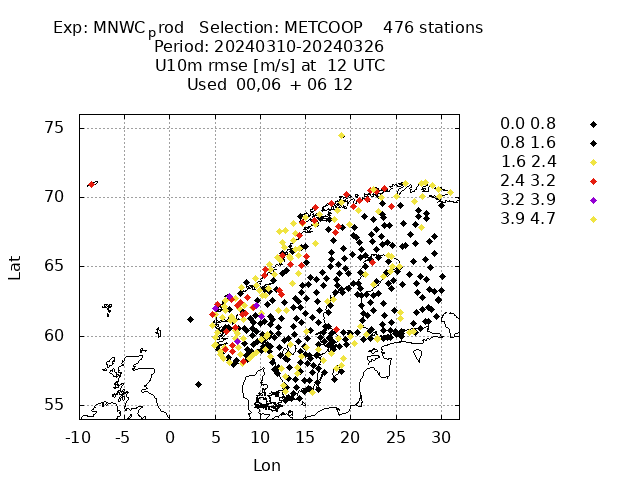 Exp: MNWCprod Selection: METCOOP 476 stations
Period: 20240310-20240326
U10m rmse [m/s] at 12 UTC
Used 00,06 + 06 12
75
70
65
60
55
Lat
-10 -5 0 5 10 15 20 25 30
Lon
0.0 0.8
0.8 1.6
1.6 2.4
2.4 3.2
3.2 3.9
3.9 4.7